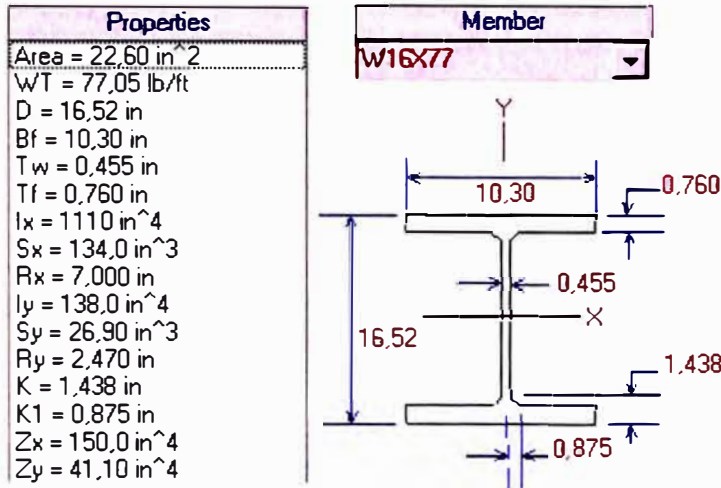 Properties
Area = 22,60 in^2
WT = 77,05 lb/ft
D = 16,52 in
Bf = 10,30 in
Tw = 0,455 in
Tf = 0,760 in
Ix = 1110 in^4
Sx = 134,0 in^3
Rx = 7,000 in
Iy = 138,0 in^4
Sy = 26,90 in^3
Ry = 2,470 in
K = 1,438 in
K1 = 0,875 in
Zx = 150,0 in^4
Zy = 41,10 in^4
Member
W16X77
Y
10,30
0,760
0,455
X
16,52
1,438
0,875